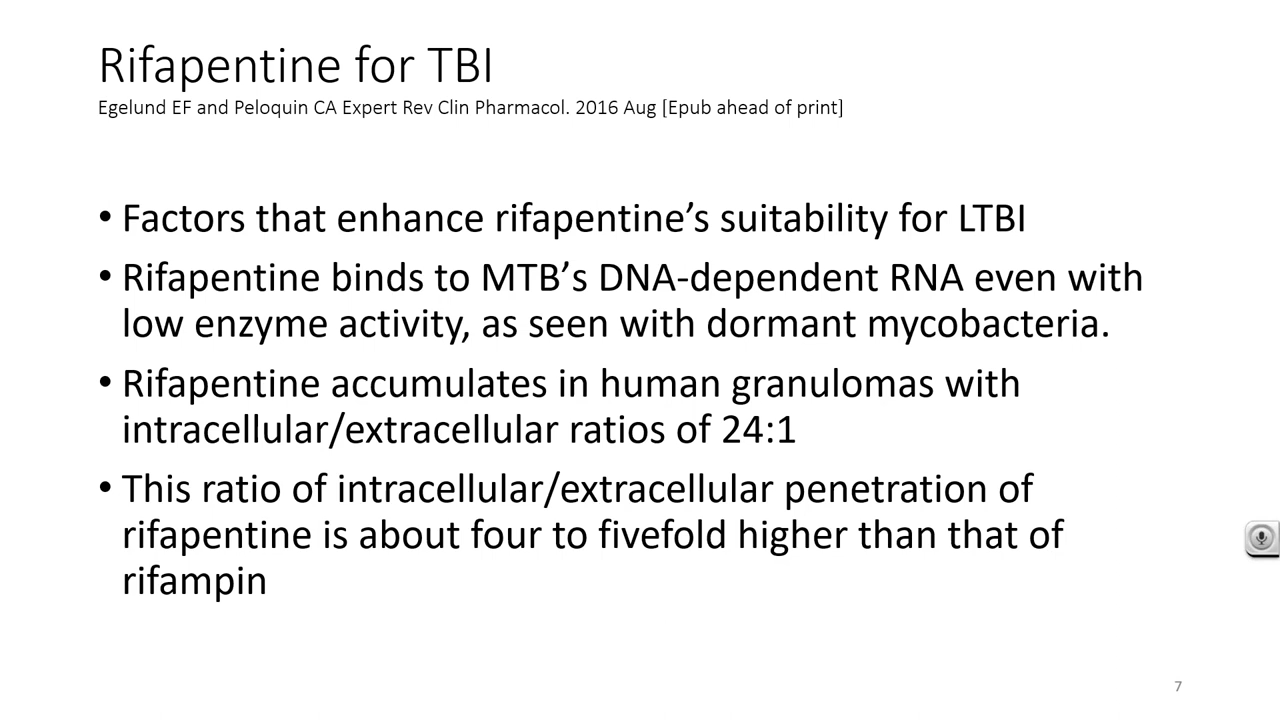 Rifapentine for TBI
Egelund EF and Peloquin CA Expert Rev Clin Pharmacol. 2016 Aug [Epub ahead of print]
• Factors that enhance rifapentine’s suitability for LTBI
• Rifapentine binds to MTB’s DNA-dependent RNA even with
low enzyme activity, as seen with dormant mycobacteria.
• Rifapentine accumulates in human granulomas with
intracellular/extracellular ratios of 24:1
• This ratio of intracellular/extracellular penetration of
rifapentine is about four to fivefold higher than that of
rifampin
7